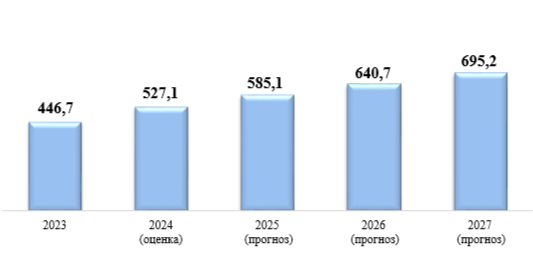 446,7
527,1
585,1
640,7
695,2
2023
2024
(оценка)
2025
(прогноз)
2026
(прогноз)
2027
(прогноз)